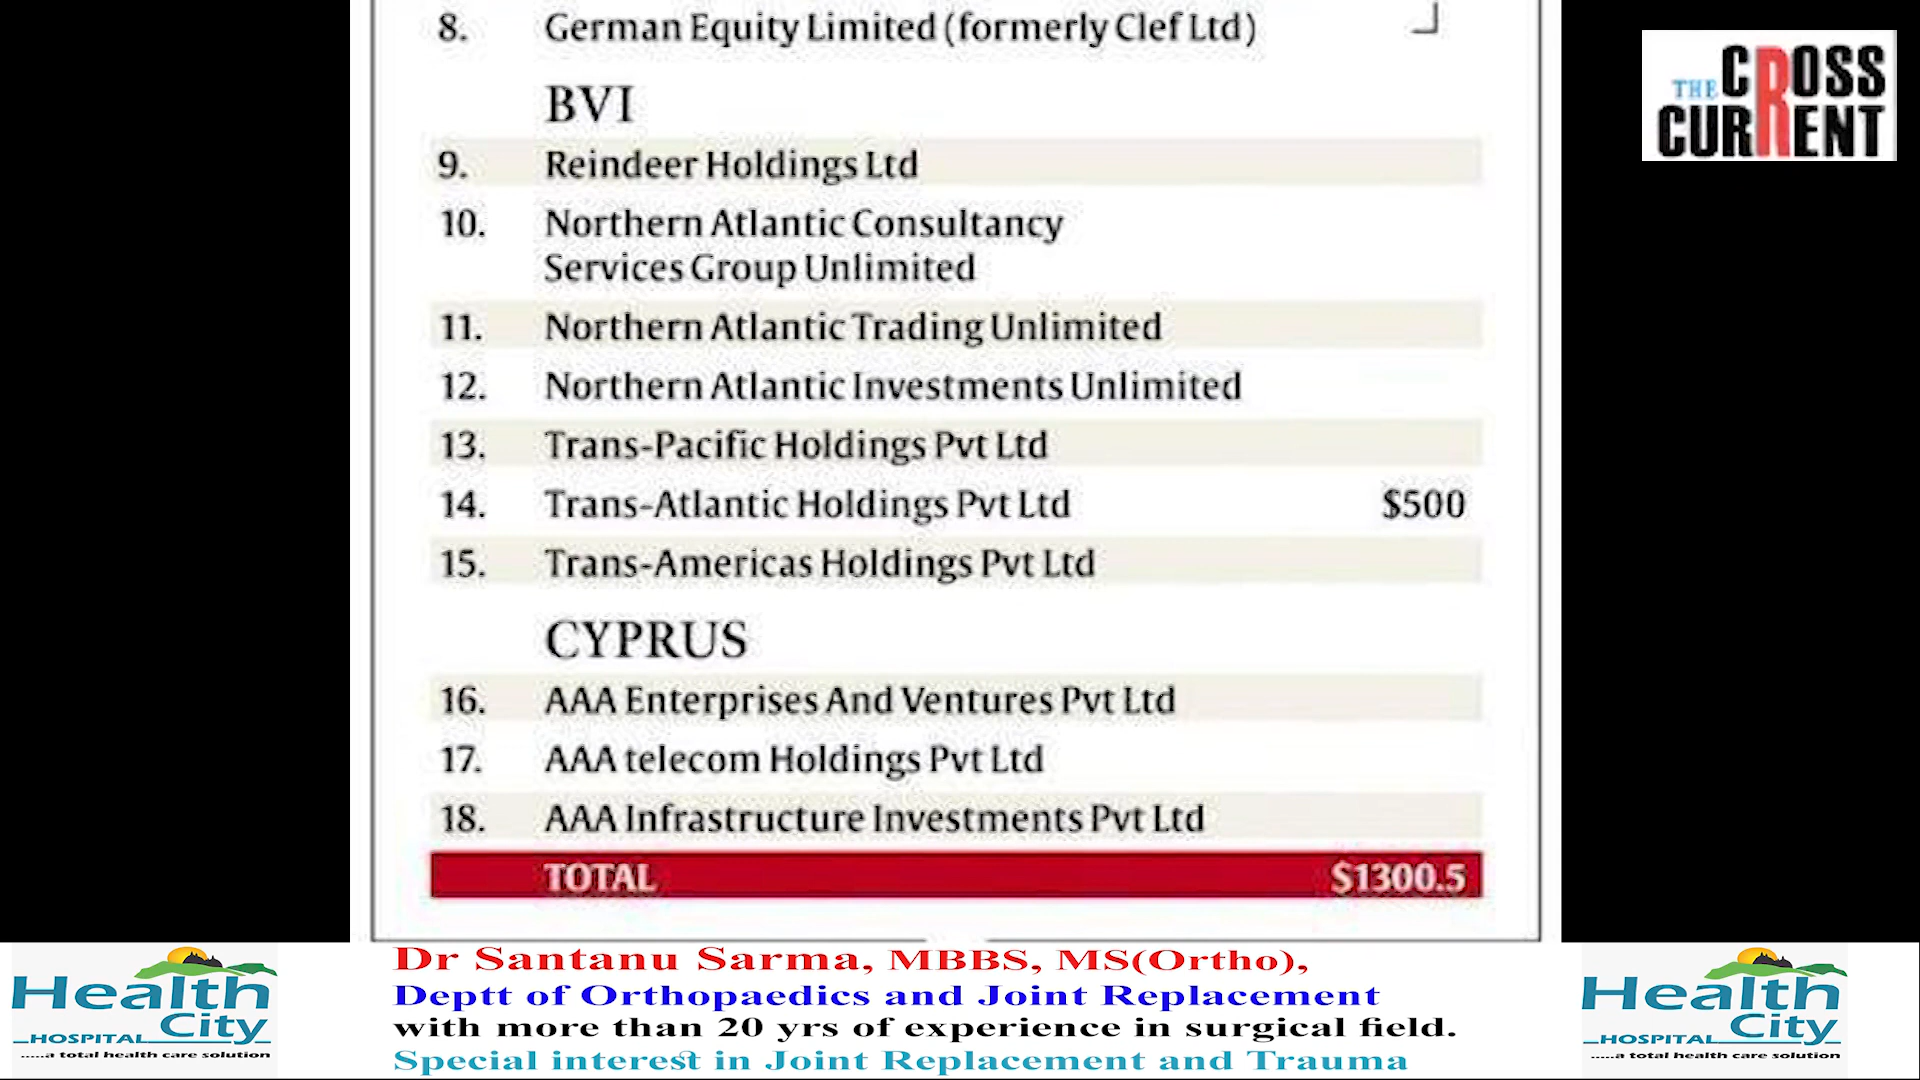 8. German Equity Limited (formerly Clef Ltd)
BVI
9. Reindeer Holdings Ltd
10. Northern Atlantic Consultancy
Services Group Unlimited
11. Northern Atlantic Trading Unlimited
12. Northern Atlantic Investments Unlimited
13. Trans-Pacific Holdings Pvt Ltd
14. Trans-Atlantic Holdings Pvt Ltd $500
15. Trans-Americas Holdings Pvt Ltd
CYPRUS
16. AAA Enterprises And Ventures Pvt Ltd
17. AAA telecom Holdings Pvt Ltd
18. AAA Infrastructure Investments Pvt Ltd
TOTAL $1300.5
THE CROSS
CURRENT
Health
City
HOSPITAL
.....a total health care solution
Dr Santanu Sarma, MBBS, MS(Ortho),
Deptt of Orthopaedics and Joint Replacement
with more than 20 yrs of experience in surgical field.
Special interest in Joint Replacement and Trauma
Health
City
HOSPITAL
.....a total health care solution